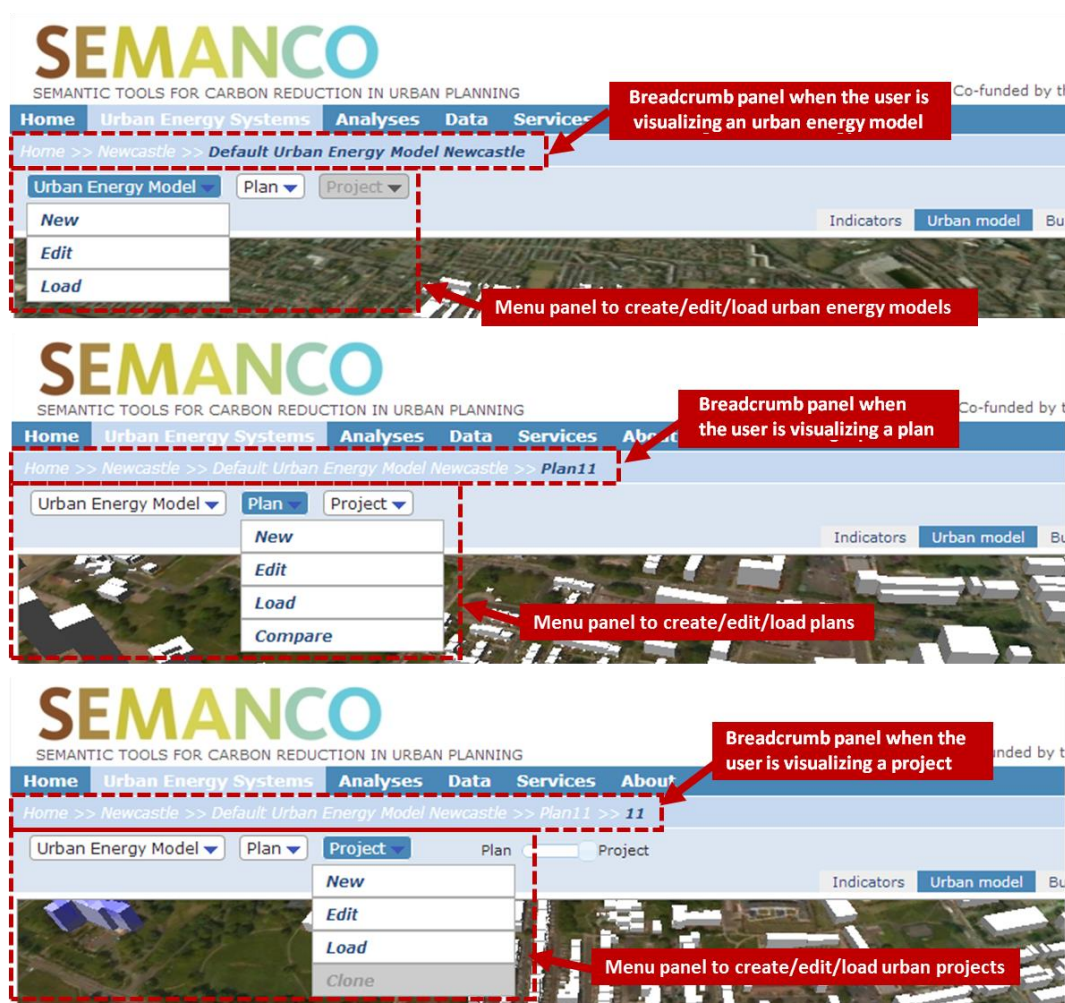 SEMANCO
SEMANTIC TOOLS FOR CARBON REDUCTION IN URBAN PLANNING
Co-funded by th
Breadcrumb panel when the user is
visualizing an urban energy model
Home Urban Energy Systems Analyses Data Services
Home >> Newcastle >> Default Urban Energy Model Newcastle
Urban Energy Model Plan Project
New
Indicators Urban model Bu
Edit
Load
Menu panel to create/edit/load urban energy models
SEMANCO
SEMANTIC TOOLS FOR CARBON REDUCTION IN URBAN PLANNING
Co-funded by t
Breadcrumb panel when
the user is visualizing a plan
Home Urban Energy Systems Analyses Data Services About
Home >> Newcastle >> Default Urban Energy Model Newcastle >> Plan11
Urban Energy Model Plan Project
New
Indicators Urban model Bu
Edit
Load
Menu panel to create/edit/load plans
Compare
SEMANCO
SEMANTIC TOOLS FOR CARBON REDUCTION IN URBAN PLANNING
unded by t
Breadcrumb panel when the
user is visualizing a project
Home Urban Energy Systems Analyses Data Services About
Home >> Newcastle >> Default Urban Energy Model Newcastle >> Plan11 >> 11
Urban Energy Model Plan Project Plan Project
New
Indicators Urban model Bu
Edit
Load
Menu panel to create/edit/load urban projects
Clone